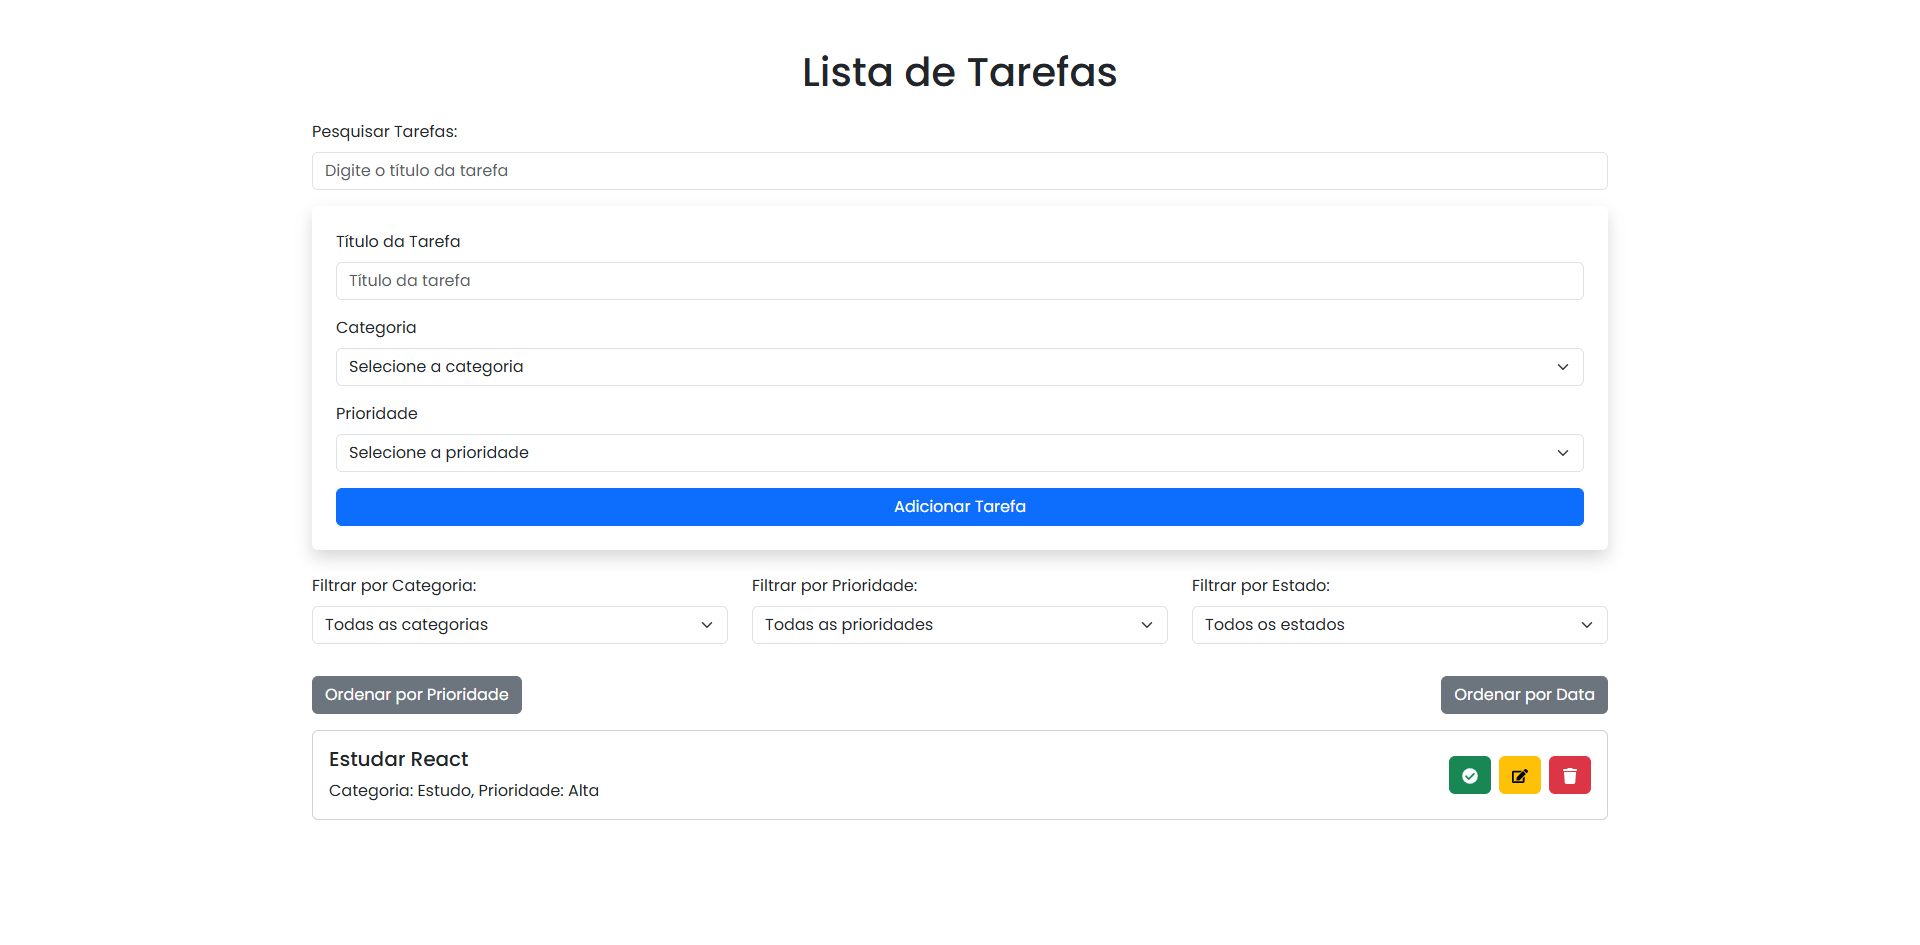 Lista de Tarefas
Pesquisar Tarefas:
Digite o título da tarefa
Título da Tarefa
Título da tarefa
Categoria
Selecione a categoria
Prioridade
Selecione a prioridade
Adicionar Tarefa
Filtrar por Categoria:
Todas as categorias
Filtrar por Prioridade:
Todas as prioridades
Filtrar por Estado:
Todos os estados
Ordenar por Prioridade
Ordenar por Data
Estudar React
Categoria: Estudo, Prioridade: Alta